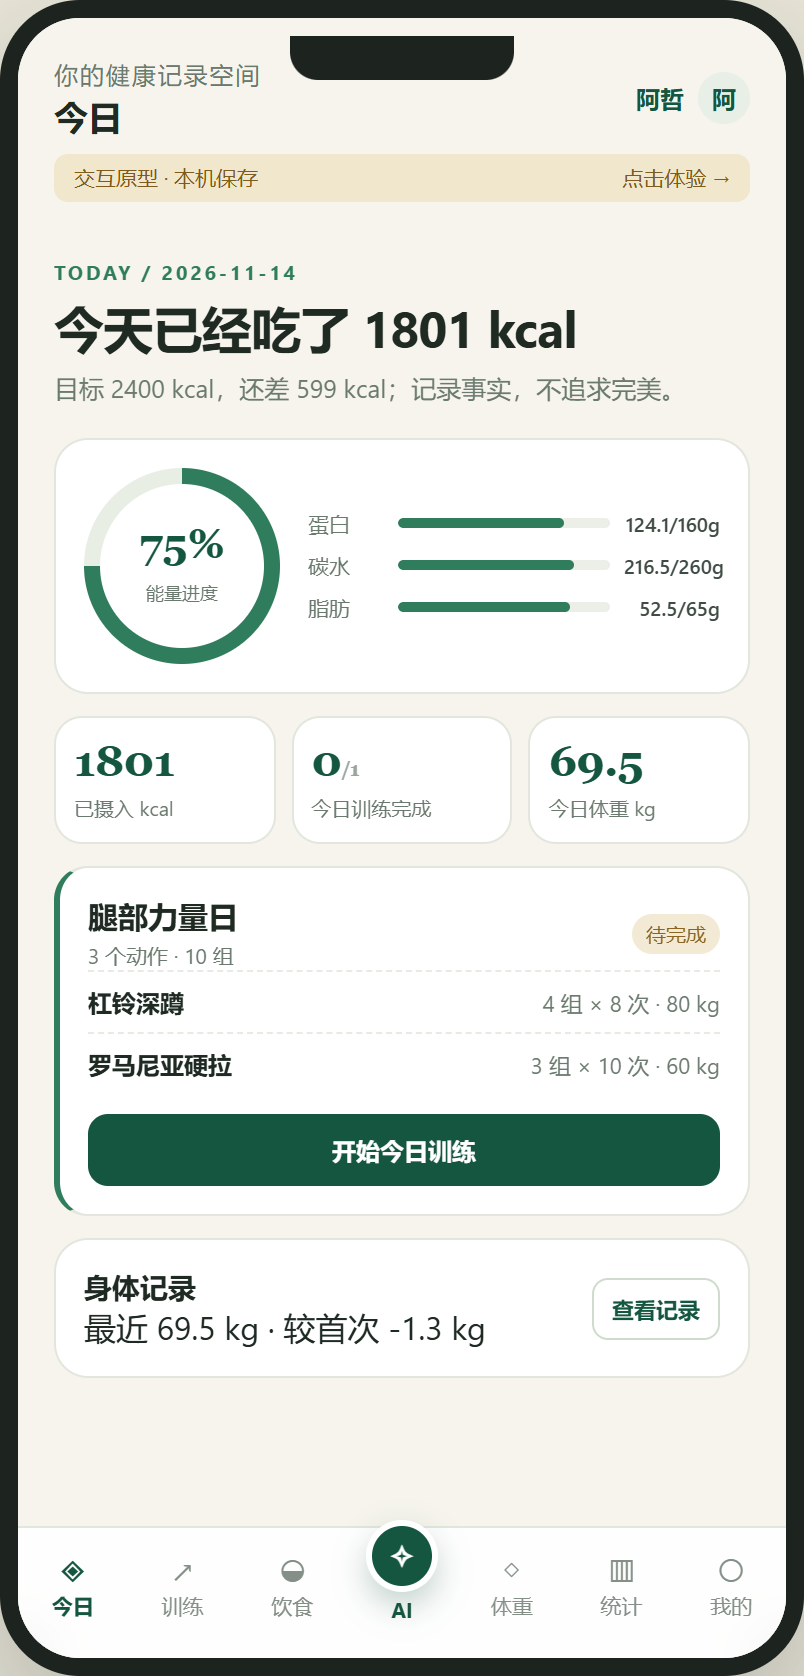 你的健康记录空间
今日
阿哲 阿
交互原型 · 本机保存 点击体验 →
TODAY / 2026-11-14
今天已经吃了 1801 kcal
目标 2400 kcal，还差 599 kcal；记录事实，不追求完美。
75%
能量进度
蛋白 124.1/160g
碳水 216.5/260g
脂肪 52.5/65g
1801
已摄入 kcal
0/1
今日训练完成
69.5
今日体重 kg
腿部力量日
3 个动作 · 10 组
待完成
杠铃深蹲 4 组 × 8 次 · 80 kg
罗马尼亚硬拉 3 组 × 10 次 · 60 kg
开始今日训练
身体记录
最近 69.5 kg · 较首次 -1.3 kg
查看记录
今日 训练 饮食 AI 体重 统计 我的